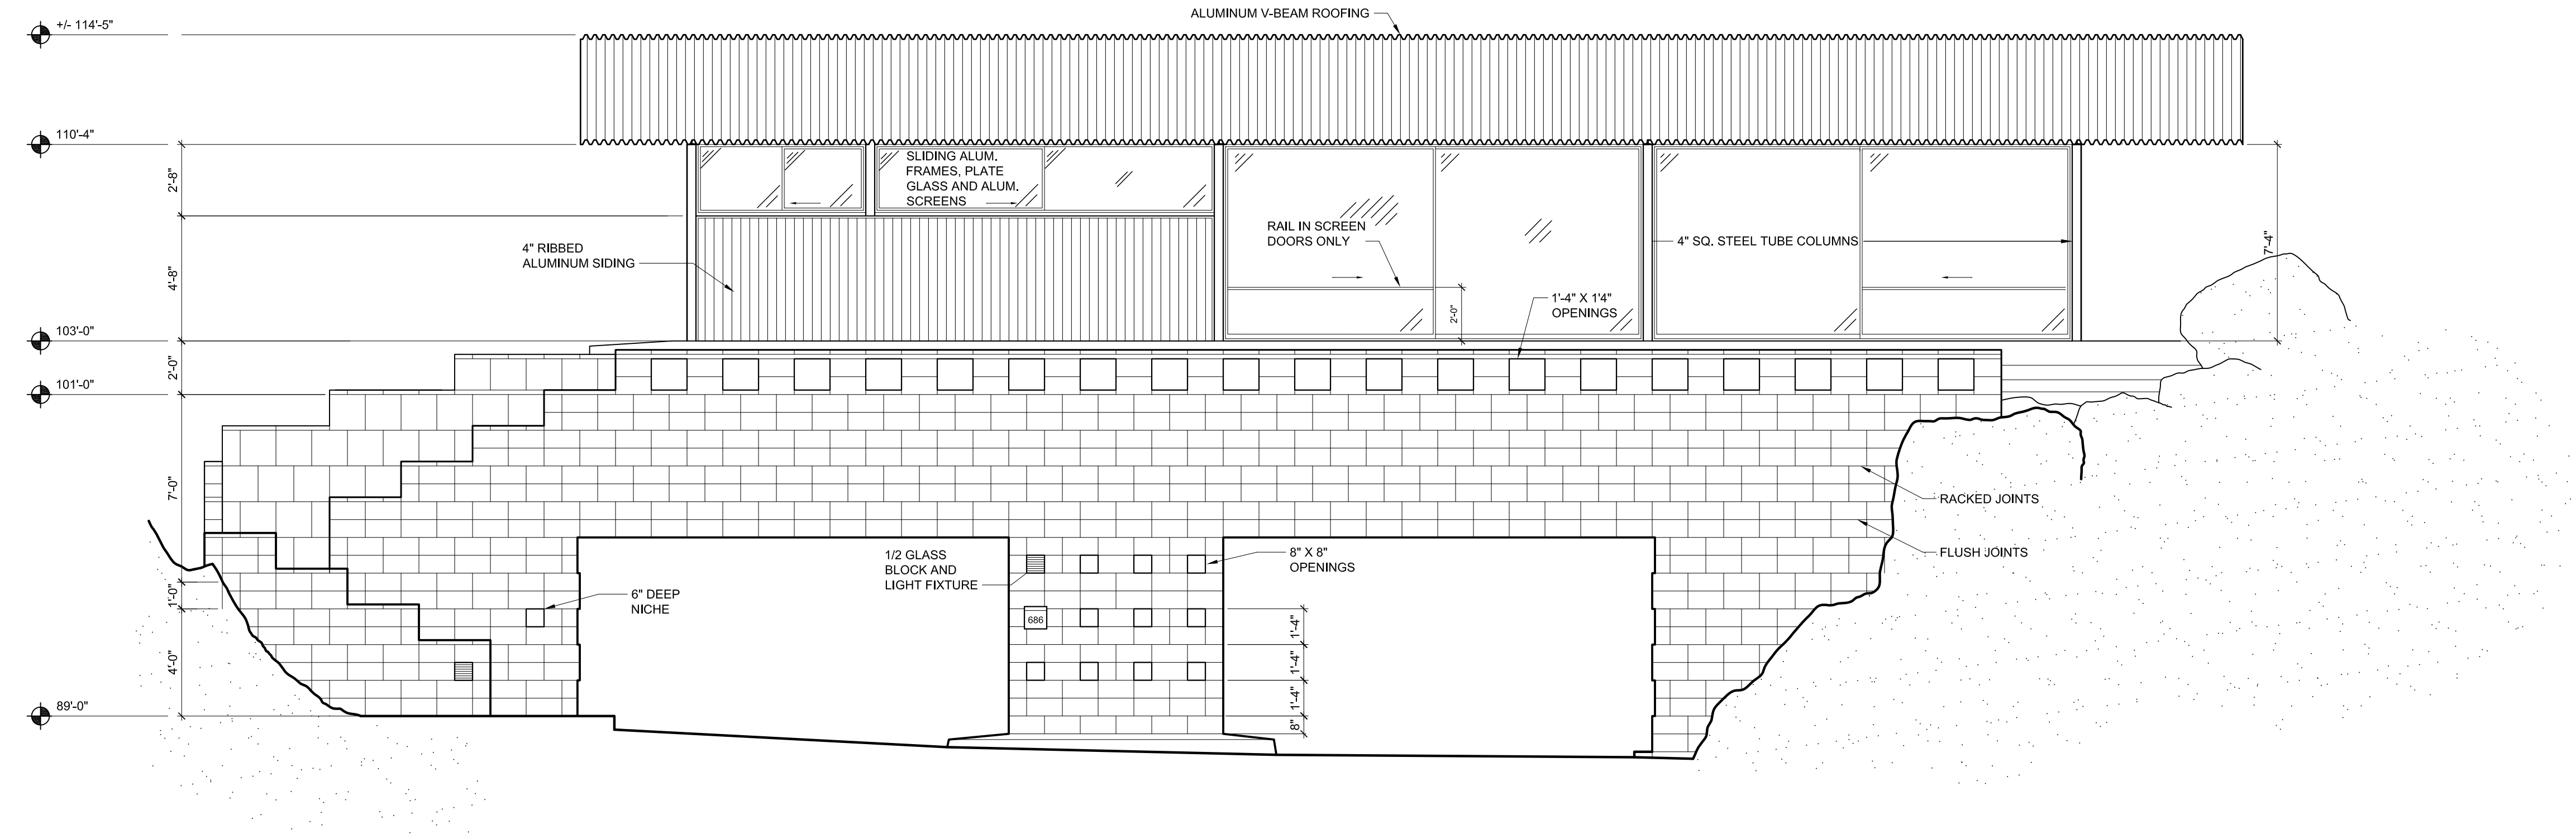 ALUMINUM V-BEAM ROOFING
+/- 114'-5"
110'-4"
SLIDING ALUM.
FRAMES, PLATE
GLASS AND ALUM.
SCREENS
2'-8"
RAIL IN SCREEN
DOORS ONLY
4" SQ. STEEL TUBE COLUMNS
7'-4"
4" RIBBED
ALUMINUM SIDING
4'-8"
1'-4" X 1'4"
OPENINGS
2'-0"
103'-0"
2'-0"
101'-0"
7'-0"
RACKED JOINTS
FLUSH JOINTS
1/2 GLASS
BLOCK AND
LIGHT FIXTURE
8" X 8"
OPENINGS
1'-0"
6" DEEP
NICHE
686
1'-4"
4'-0"
1'-4"
1'-4"
89'-0"
8"